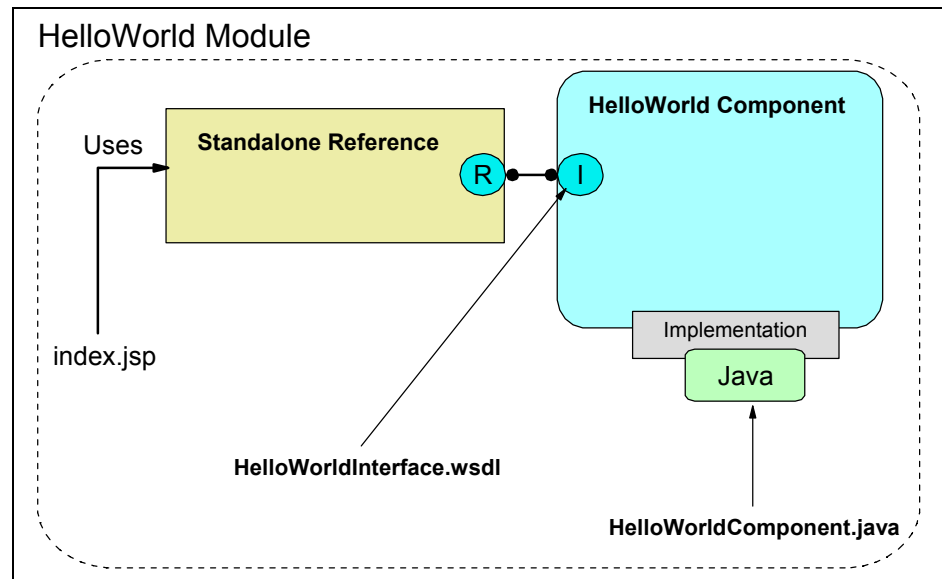 HelloWorld Module
HelloWorld Component
Uses
Standalone Reference
R
I
Implementation
index.jsp
Java
HelloWorldInterface.wsdl
HelloWorldComponent.java